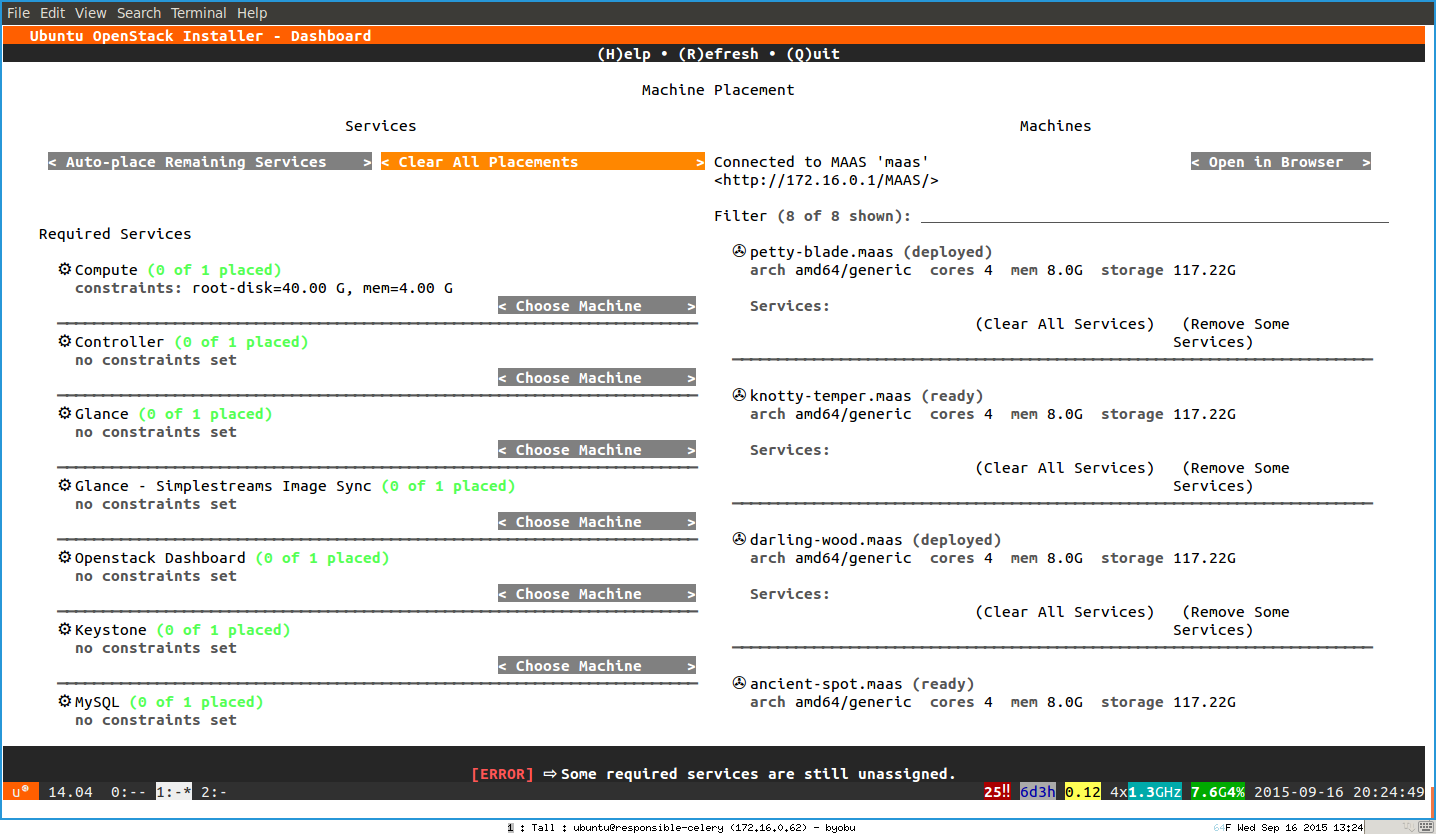 File Edit View Search Terminal Help
Ubuntu OpenStack Installer - Dashboard
(H)elp • (R)efresh • (Q)uit
Machine Placement
Services
< Auto-place Remaining Services > < Clear All Placements >
Required Services
Compute (0 of 1 placed)
constraints: root-disk=40.00 G, mem=4.00 G
< Choose Machine >
Controller (0 of 1 placed)
no constraints set
< Choose Machine >
Glance (0 of 1 placed)
no constraints set
< Choose Machine >
Glance - Simplestreams Image Sync (0 of 1 placed)
no constraints set
< Choose Machine >
Openstack Dashboard (0 of 1 placed)
no constraints set
< Choose Machine >
Keystone (0 of 1 placed)
no constraints set
< Choose Machine >
MySQL (0 of 1 placed)
no constraints set
Machines
Connected to MAAS 'maas' < Open in Browser >
<http://172.16.0.1/MAAS/>
Filter (8 of 8 shown):
petty-blade.maas (deployed)
arch amd64/generic cores 4 mem 8.0G storage 117.22G
Services:
(Clear All Services) (Remove Some
Services)
knotty-temper.maas (ready)
arch amd64/generic cores 4 mem 8.0G storage 117.22G
Services:
(Clear All Services) (Remove Some
Services)
darling-wood.maas (deployed)
arch amd64/generic cores 4 mem 8.0G storage 117.22G
Services:
(Clear All Services) (Remove Some
Services)
ancient-spot.maas (ready)
arch amd64/generic cores 4 mem 8.0G storage 117.22G
[ERROR] ⇨ Some required services are still unassigned.
u® 14.04 0:-- 1:-* 2:- 25!! 6d3h 0.12 4x1.3GHz 7.6G4% 2015-09-16 20:24:49
1 : Tall : ubuntu@responsible-celery (172.16.0.62) - byobu 64F Wed Sep 16 2015 13:24